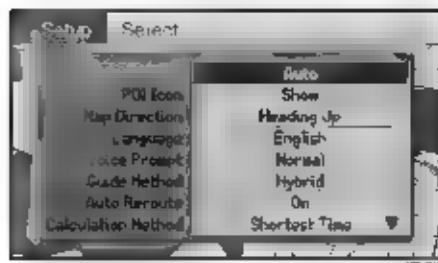 Setup Select
Auto
POI Icon Show
Map Direction Heading Up
Language English
Voice Prompt Normal
Guide Method Hybrid
Auto Reroute On
Calculation Method Shortest Time